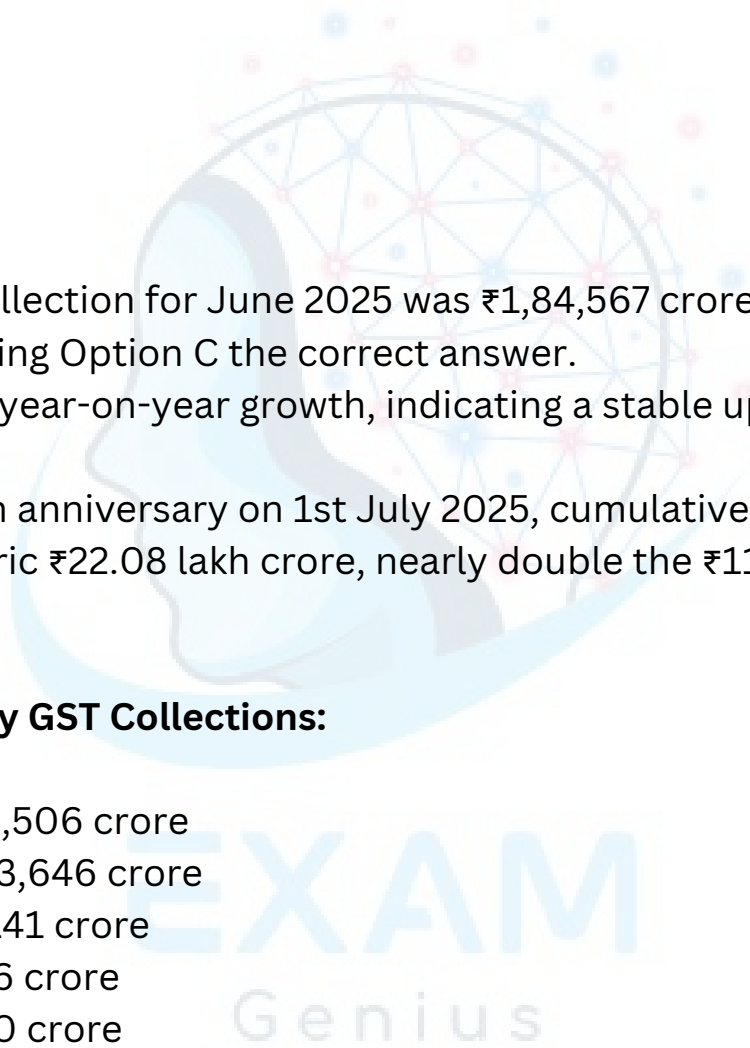 llection for June 2025 was ₹1,84,567 crore
ing Option C the correct answer.
year-on-year growth, indicating a stable up
n anniversary on 1st July 2025, cumulative
ric ₹22.08 lakh crore, nearly double the ₹11
y GST Collections:
,506 crore
3,646 crore
141 crore
6 crore
0 crore
EXAM
Genius